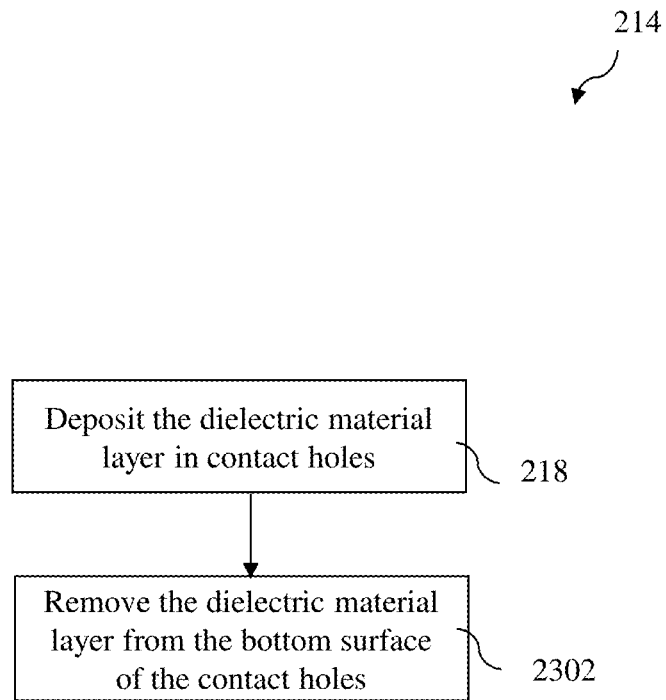 214
Deposit the dielectric material
layer in contact holes
218
Remove the dielectric material
layer from the bottom surface
of the contact holes
2302